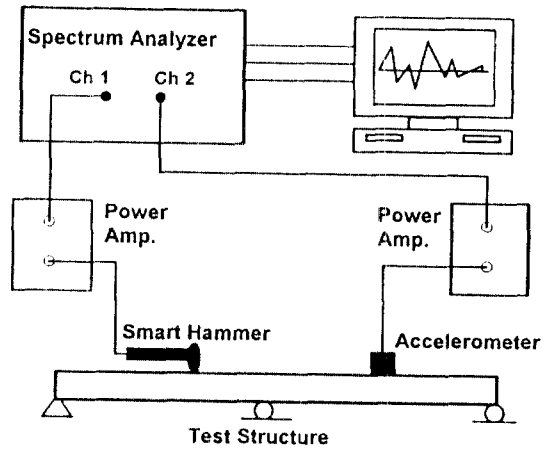 Spectrum Analyzer
Ch 1
Ch 2
Power
Amp.
Power
Amp.
Smart Hammer
Accelerometer
Test Structure